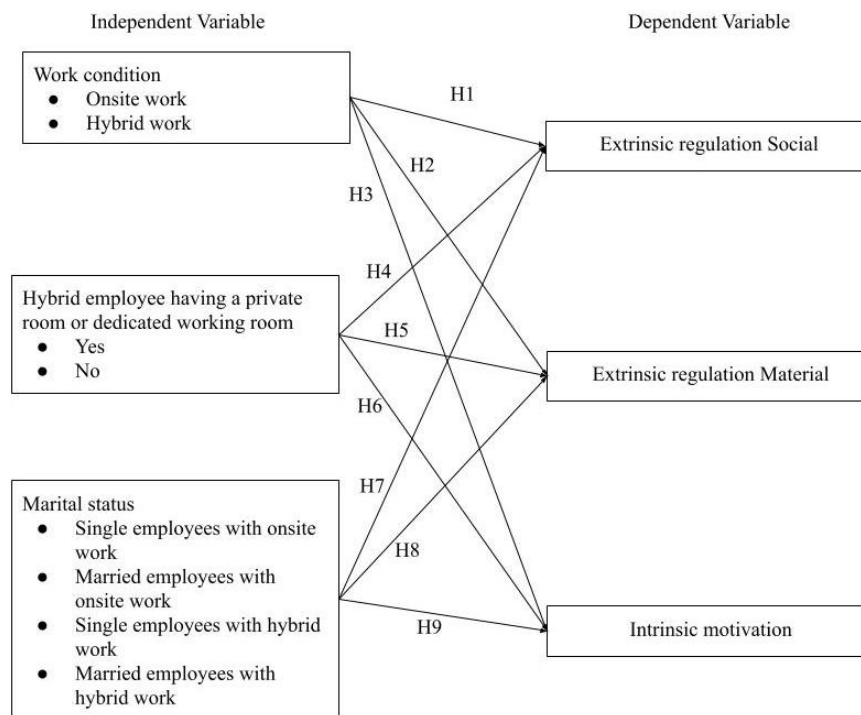 Independent Variable
Dependent Variable
Work condition
● Onsite work
● Hybrid work
H1
Extrinsic regulation Social
H2
H3
H4
Hybrid employee having a private
room or dedicated working room
● Yes
● No
H5
Extrinsic regulation Material
H6
H7
Marital status
● Single employees with onsite
work
● Married employees with
onsite work
● Single employees with hybrid
work
● Married employees with
hybrid work
H8
H9
Intrinsic motivation